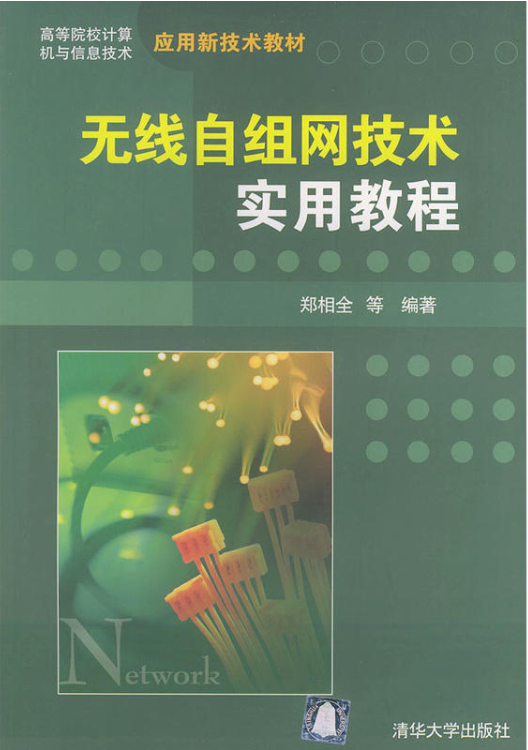 高等院校计算
机与信息技术
应用新技术教材
无线自组网技术
实用教程
郑相全 等 编著
Network
清华大学出版社